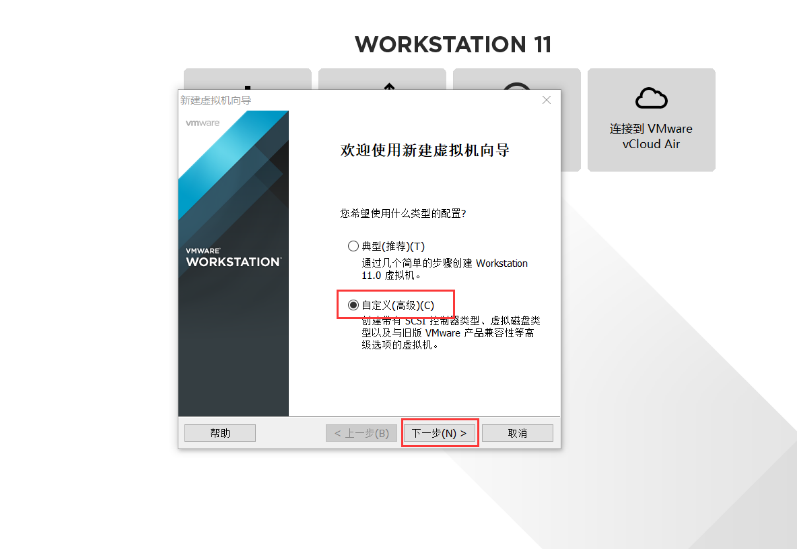 WORKSTATION 11
连接到 VMware
vCloud Air
新建虚拟机向导
vmware
欢迎使用新建虚拟机向导
您希望使用什么类型的配置?
典型(推荐)(T)
通过几个简单的步骤创建 Workstation
11.0 虚拟机。
自定义(高级)(C)
创建带有 SCSI 控制器类型、虚拟磁盘类
型以及与旧版 VMware 产品兼容性等高
级选项的虚拟机。
VMWARE
WORKSTATION
帮助
< 上一步(B)
下一步(N) >
取消